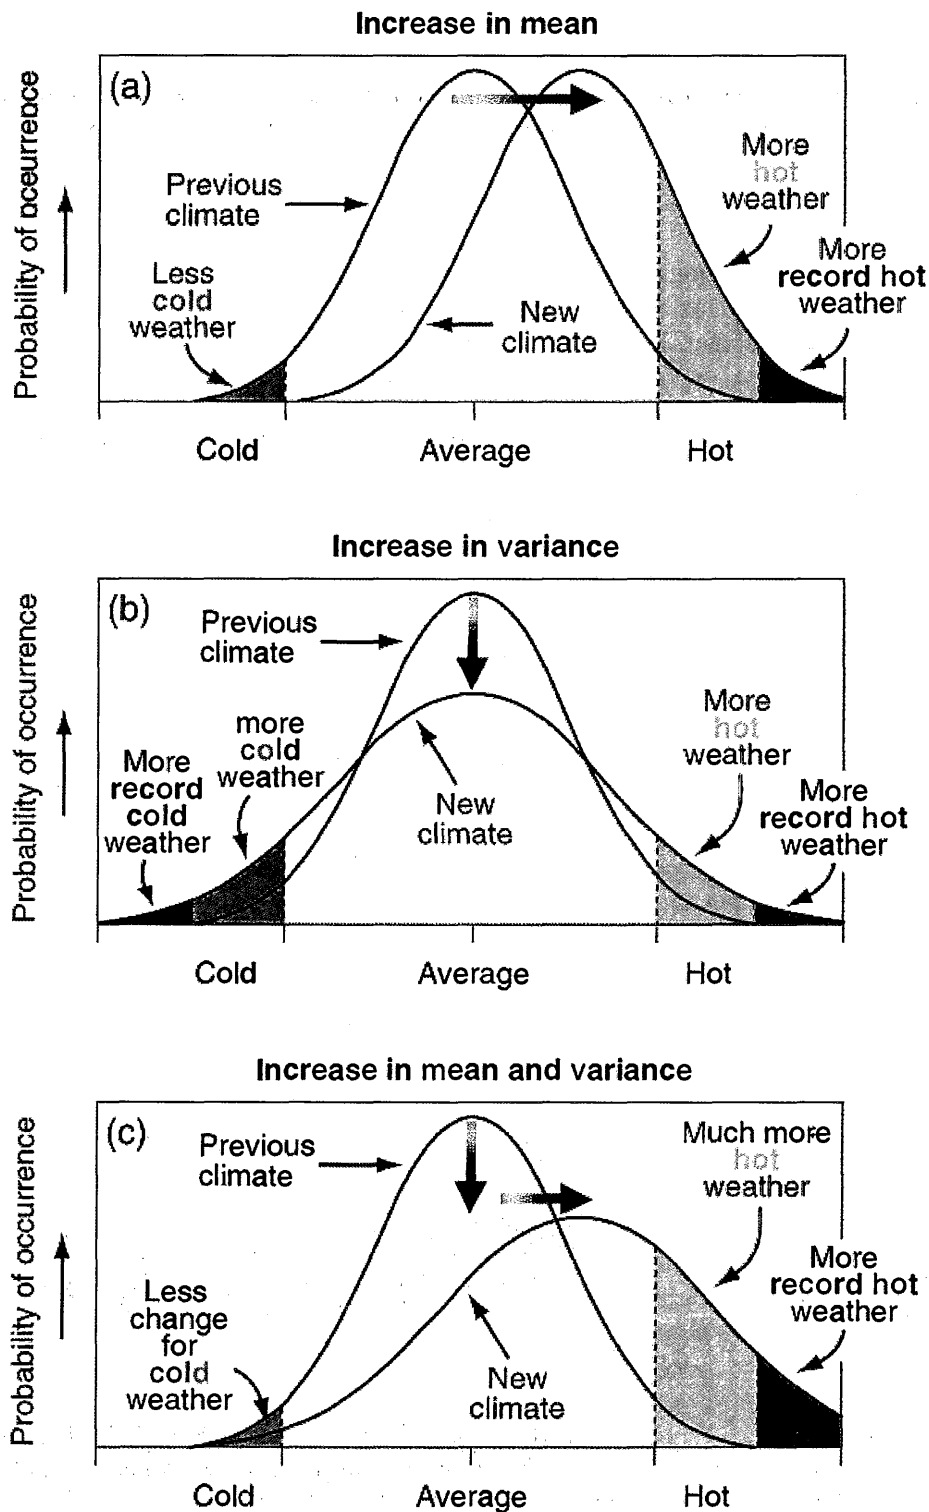 Increase in mean
(a)
Probability of occurrence
Previous
climate
Less
cold
weather
New
climate
More
hot
weather
More
record hot
weather
Cold
Average
Hot
Increase in variance
(b)
Probability of occurrence
Previous
climate
more
cold
weather
More
record
cold
weather
New
climate
More
hot
weather
More
record hot
weather
Cold
Average
Hot
Increase in mean and variance
(c)
Probability of occurrence
Previous
climate
Less
change
for
cold
weather
New
climate
Much more
hot
weather
More
record hot
weather
Cold
Average
Hot